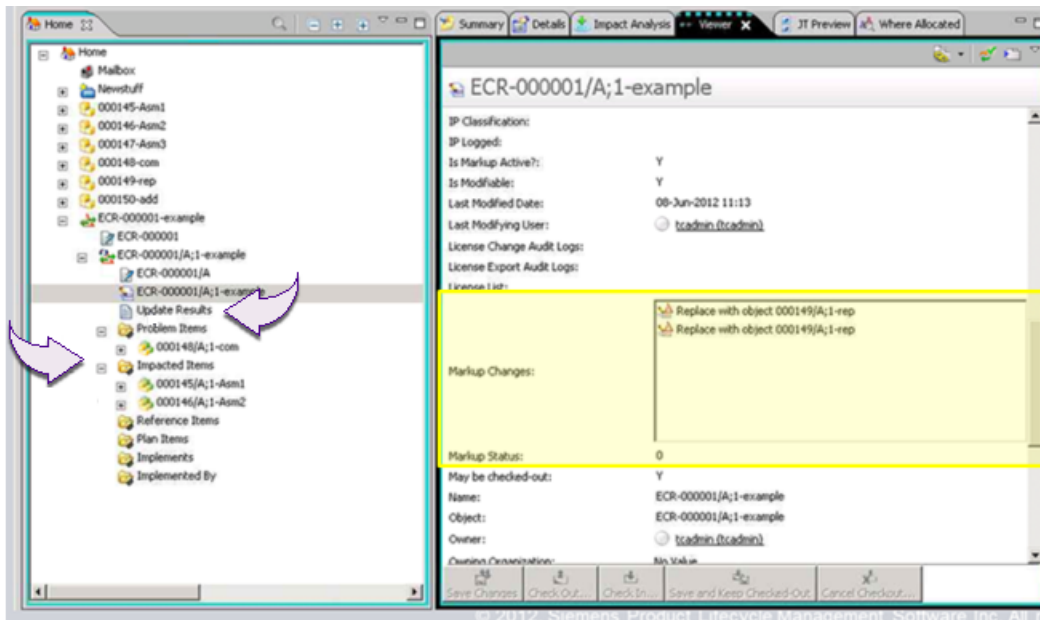 Home
Home
Mailbox
Newstuff
000145-Asm1
000146-Asm2
000147-Asm3
000148-com
000149-rep
000150-add
ECR-000001-example
ECR-000001
ECR-000001/A;1-example
ECR-000001/A
ECR-000001/A;1-example
Update Results
Problem Items
000148/A;1-com
Impacted Items
000145/A;1-Asm1
000146/A;1-Asm2
Reference Items
Plan Items
Implements
Implemented By
Summary Details Impact Analysis Viewer JT Preview Where Allocated
ECR-000001/A;1-example
IP Classification:
IP Logged:
Is Markup Active?: Y
Is Modifiable: Y
Last Modified Date: 08-Jun-2012 11:13
Last Modifying User: tcadmin (tcadmin)
License Change Audit Logs:
License Export Audit Logs:
License List:
Replace with object 000149/A;1-rep
Replace with object 000149/A;1-rep
Markup Changes:
Markup Status: 0
May be checked-out: Y
Name: ECR-000001/A;1-example
Object: ECR-000001/A;1-example
Owner: tcadmin (tcadmin)
Owning Organization: No Value
Save Changes Check Out... Check In... Save and Keep Checked-Out Cancel Checkout...
© 2012. Siemens Product Lifecycle Management Software Inc. All